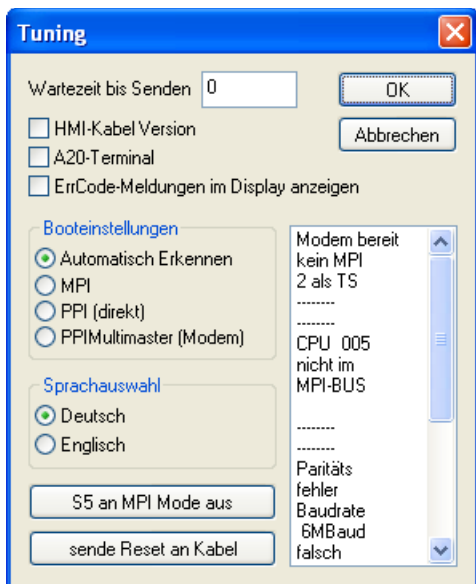 Tuning
Wartezeit bis Senden 0
OK
Abbrechen
HMI-Kabel Version
A20-Terminal
ErrCode-Meldungen im Display anzeigen
Booteinstellungen
Automatisch Erkennen
MPI
PPI (direkt)
PPIMultimaster (Modem)
Sprachauswahl
Deutsch
Englisch
S5 an MPI Mode aus
sende Reset an Kabel
Modem bereit
kein MPI
2 als TS
--------
--------
CPU 005
nicht im
MPI-BUS
--------
--------
Paritäts
fehler
Baudrate
6MBaud
falsch